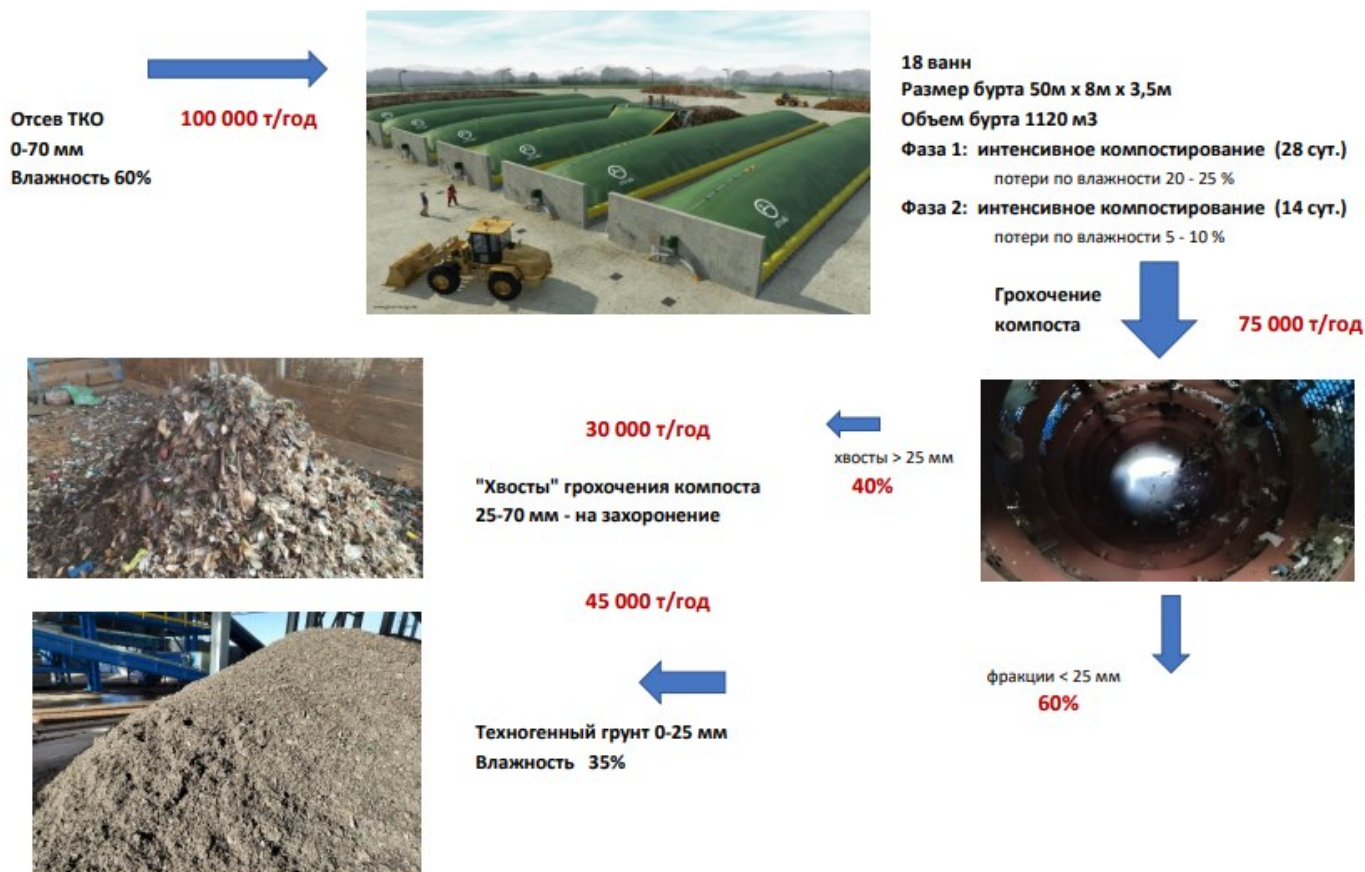 Отсев ТКО
0-70 мм
Влажность 60%
100 000 т/год
18 ванн
Размер бурта 50м х 8м х 3,5м
Объем бурта 1120 м3
Фаза 1: интенсивное компостирование (28 сут.)
потери по влажности 20 - 25 %
Фаза 2: интенсивное компостирование (14 сут.)
потери по влажности 5 - 10 %
Грохочение
компоста
75 000 т/год
хвосты > 25 мм
40%
30 000 т/год
"Хвосты" грохочения компоста
25-70 мм - на захоронение
фракции < 25 мм
60%
45 000 т/год
Техногенный грунт 0-25 мм
Влажность 35%